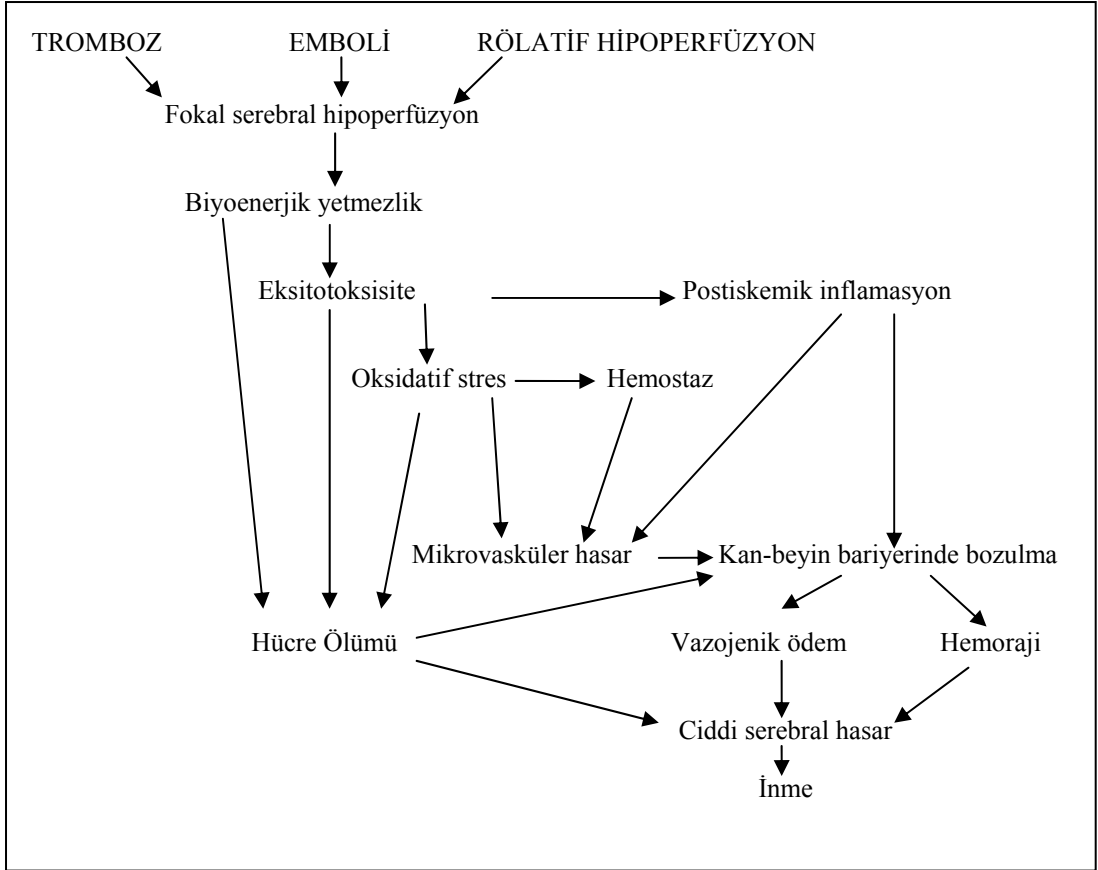 TROMBOZ EMBOLİ RÖLATİF HİPOPERFÜZYON
Fokal serebral hipoperfüzyon
Biyoenerjik yetmezlik
Eksitotoksisite Postiskemik inflamasyon
Oksidatif stres Hemostaz
Mikrovasküler hasar Kan-beyin bariyerinde bozulma
Hücre Ölümü Vazojenik ödem Hemoraji
Ciddi serebral hasar
İnme